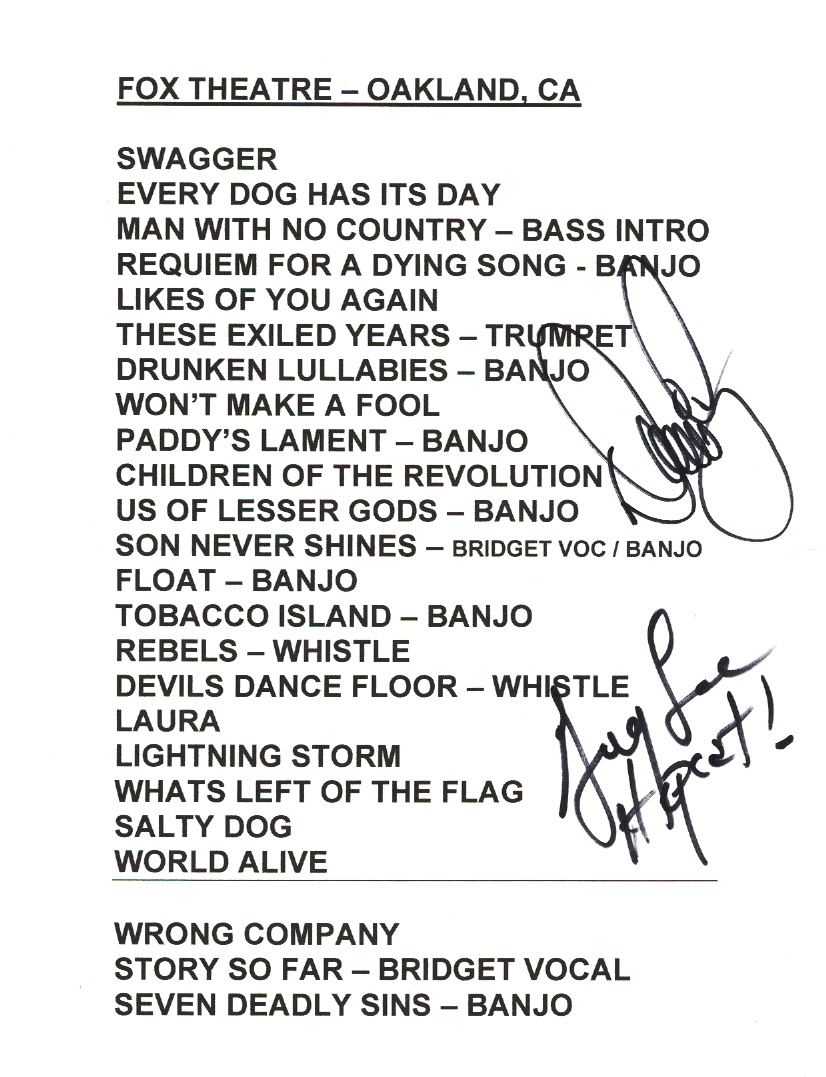 FOX THEATRE – OAKLAND, CA
SWAGGER
EVERY DOG HAS ITS DAY
MAN WITH NO COUNTRY – BASS INTRO
REQUIEM FOR A DYING SONG - BANJO
LIKES OF YOU AGAIN
THESE EXILED YEARS – TRUMPET
DRUNKEN LULLABIES – BANJO
WON'T MAKE A FOOL
PADDY'S LAMENT – BANJO
CHILDREN OF THE REVOLUTION
US OF LESSER GODS – BANJO
SON NEVER SHINES – BRIDGET VOC / BANJO
FLOAT – BANJO
TOBACCO ISLAND – BANJO
REBELS – WHISTLE
DEVILS DANCE FLOOR – WHISTLE
LAURA
LIGHTNING STORM
WHATS LEFT OF THE FLAG
SALTY DOG
WORLD ALIVE
WRONG COMPANY
STORY SO FAR – BRIDGET VOCAL
SEVEN DEADLY SINS – BANJO